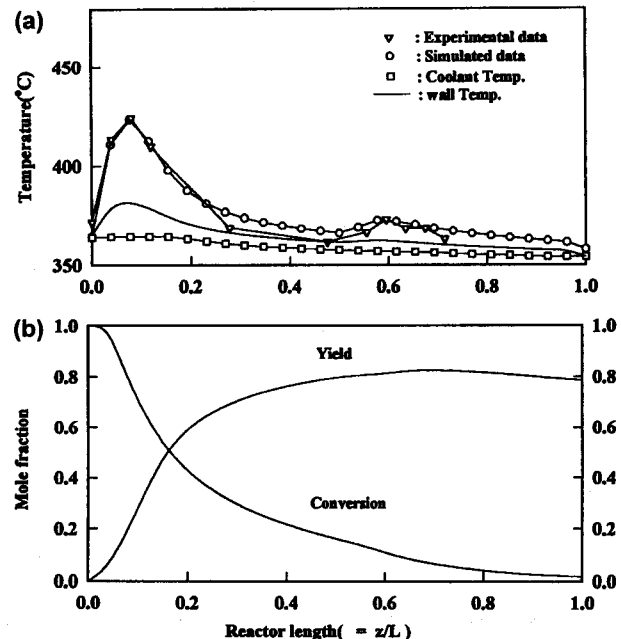 (a)
Temperature(°C)
450
400
350
: Experimental data
: Simulated data
: Coolant Temp.
: wall Temp.
0.0 0.2 0.4 0.6 0.8 1.0
(b)
Mole fraction
1.0 1.0
0.8 0.8
0.6 0.6
0.4 0.4
0.2 0.2
0.0 0.0
Yield
Conversion
0.0 0.2 0.4 0.6 0.8 1.0
Reactor length( = z/L )